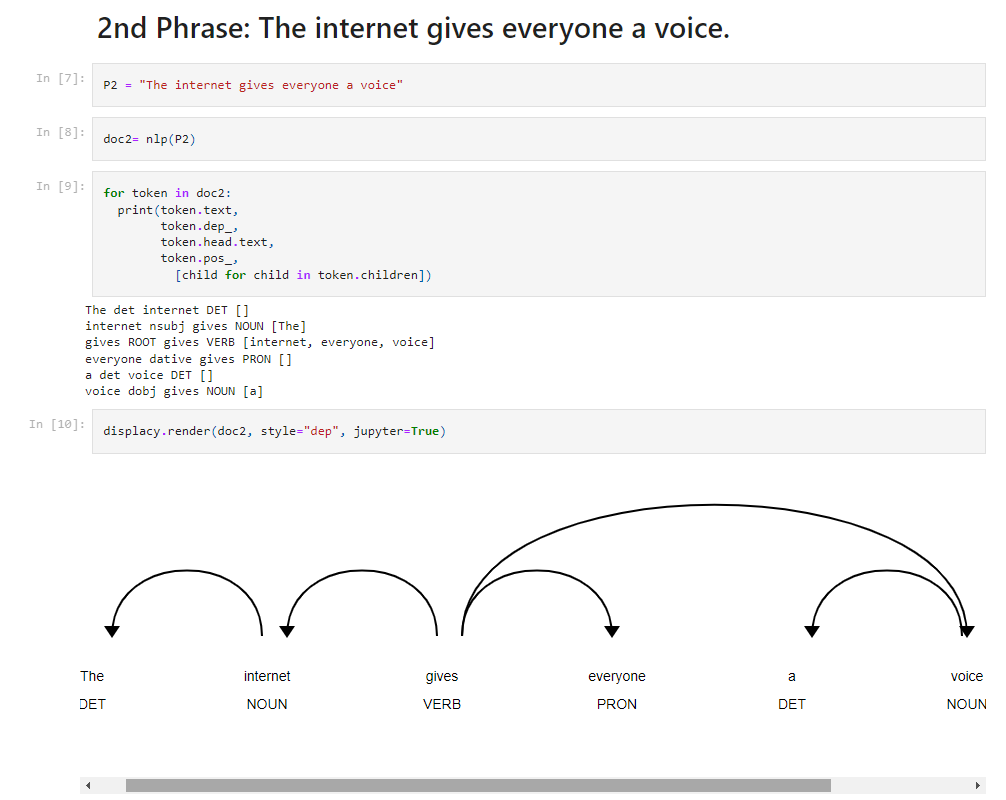 2nd Phrase: The internet gives everyone a voice.
In [7]: P2 = "The internet gives everyone a voice"
In [8]: doc2= nlp(P2)
In [9]: for token in doc2:
print(token.text,
token.dep_,
token.head.text,
token.pos_,
[child for child in token.children])
The det internet DET []
internet nsubj gives NOUN [The]
gives ROOT gives VERB [internet, everyone, voice]
everyone dative gives PRON []
a det voice DET []
voice dobj gives NOUN [a]
In [10]: displacy.render(doc2, style="dep", jupyter=True)
The internet gives everyone a voice
DET NOUN VERB PRON DET NOUN